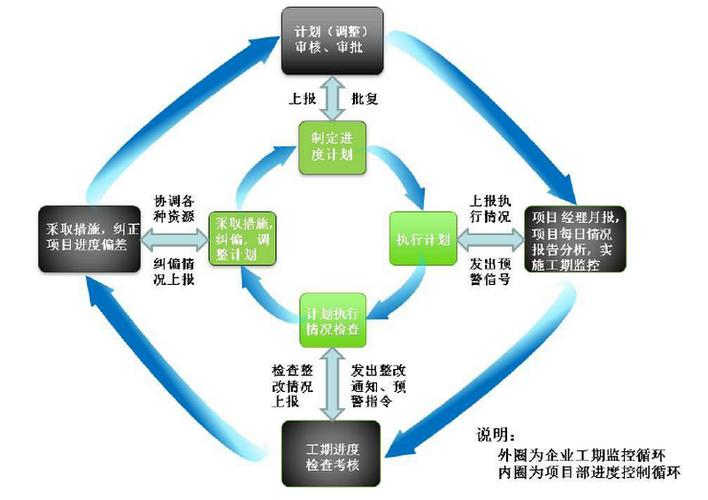 计划（调整）
审核、审批
上报
批复
制定进
度计划
协调各
种资源
上报执
行情况
采取措施，纠正
项目进度偏差
采取措施，
纠偏，调
整计划
执行计划
项目经理月报，
项目每日情况
报告分析，实
施工期监控
纠偏情
况上报
发出预
警信号
计划执行
情况检查
检查整
改情况
上报
发出整改
通知、预
警指令
工期进度
检查考核
说明：
外圈为企业工期监控循环
内圈为项目部进度控制循环